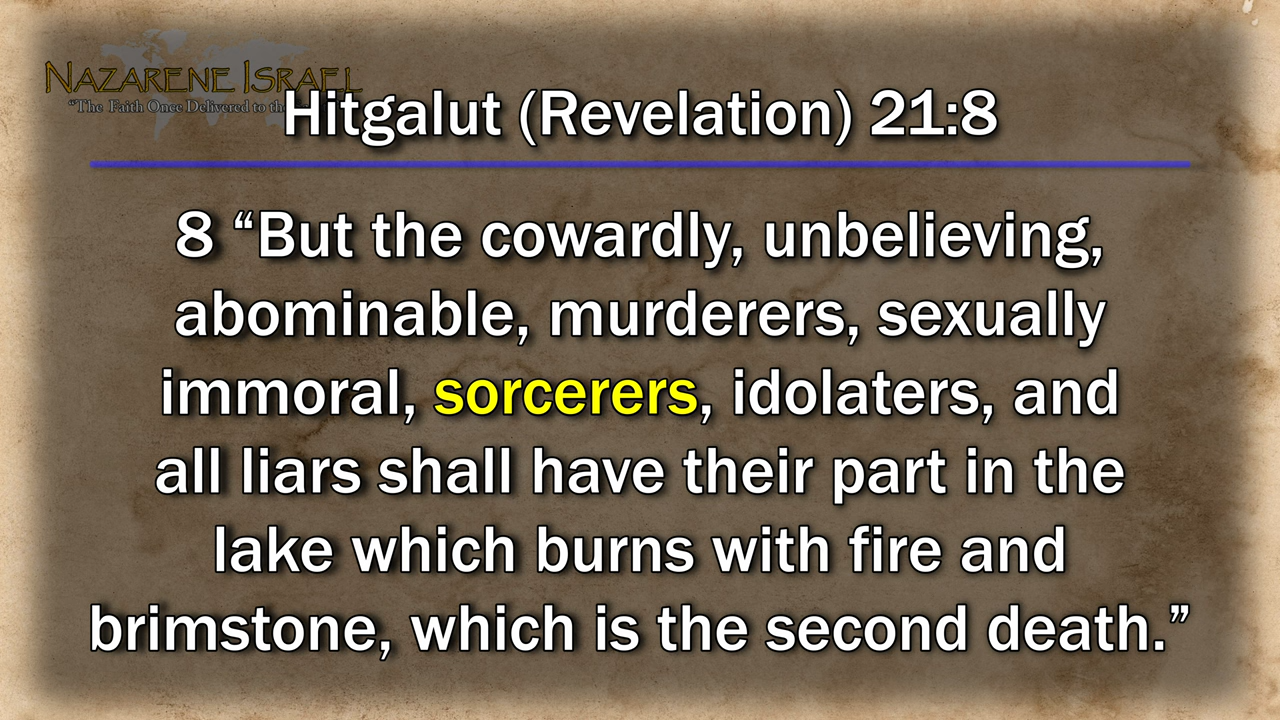 NAZARENE ISRAEL
"The Faith Once Delivered to the
Hitgalut (Revelation) 21:8
8 “But the cowardly, unbelieving,
abominable, murderers, sexually
immoral, sorcerers, idolaters, and
all liars shall have their part in the
lake which burns with fire and
brimstone, which is the second death.”